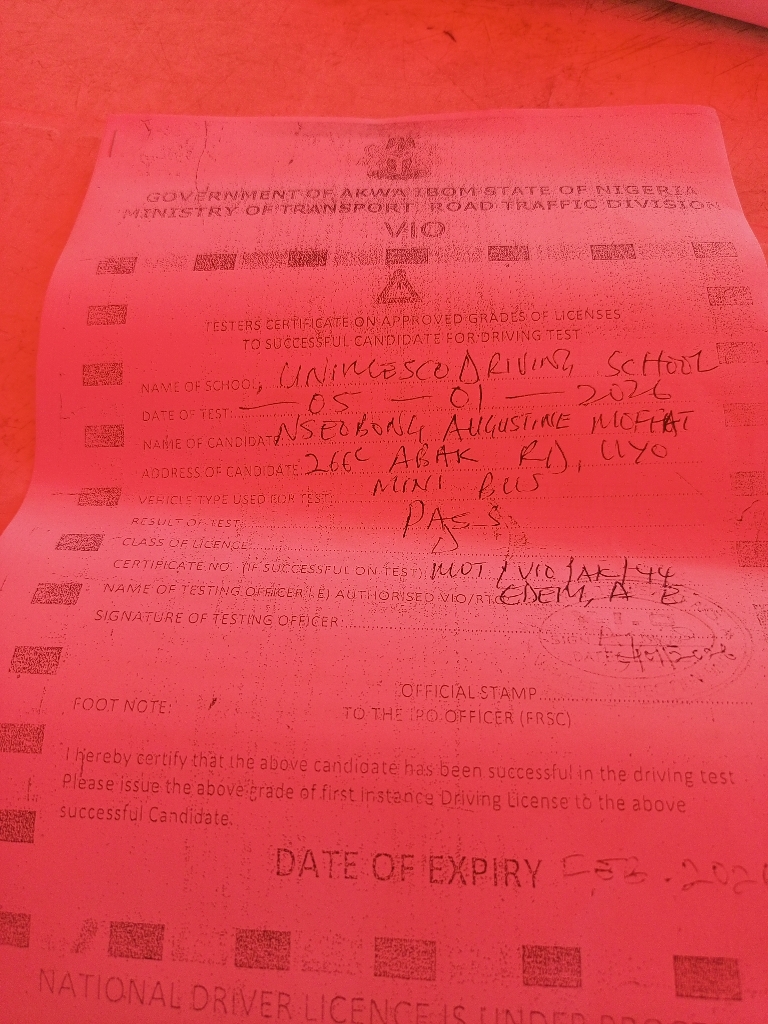 GOVERNMENT OF AKWA IBOM STATE OF NIGERIA
MINISTRY OF TRANSPORT ROAD TRAFFIC DIVISION
VIO
TESTERS CERTIFICATE ON APPROVED GRADES OF LICENSES
TO SUCCESSFUL CANDIDATE FOR DRIVING TEST
NAME OF SCHOOL: UNIMCESCO DRIVING SCHOOL
DATE OF TEST: — 05 — 01 — 2026
NAME OF CANDIDATE NSEOBONG AUGUSTINE MOFFAT
ADDRESS OF CANDIDATE: 266C ABAK RD, UYO
VEHICLE TYPE USED FOR TEST: MINI BUS
RESULT OF TEST: PASS
CLASS OF LICENCE:
CERTIFICATE NO. (IF SUCCESSFUL ON TEST) MOT/VIO/AK/44
NAME OF TESTING OFFICER I.E) AUTHORISED VIO/RTO EDEM, A E
SIGNATURE OF TESTING OFFICER:
OFFICIAL STAMP
FOOT NOTE: TO THE IPO OFFICER (FRSC)
I hereby certify that the above candidate has been successful in the driving test
Please issue the above grade of first Instance Driving License to the above
successful Candidate.
DATE OF EXPIRY FEB.
NATIONAL DRIVER LICENCE IS UNDER